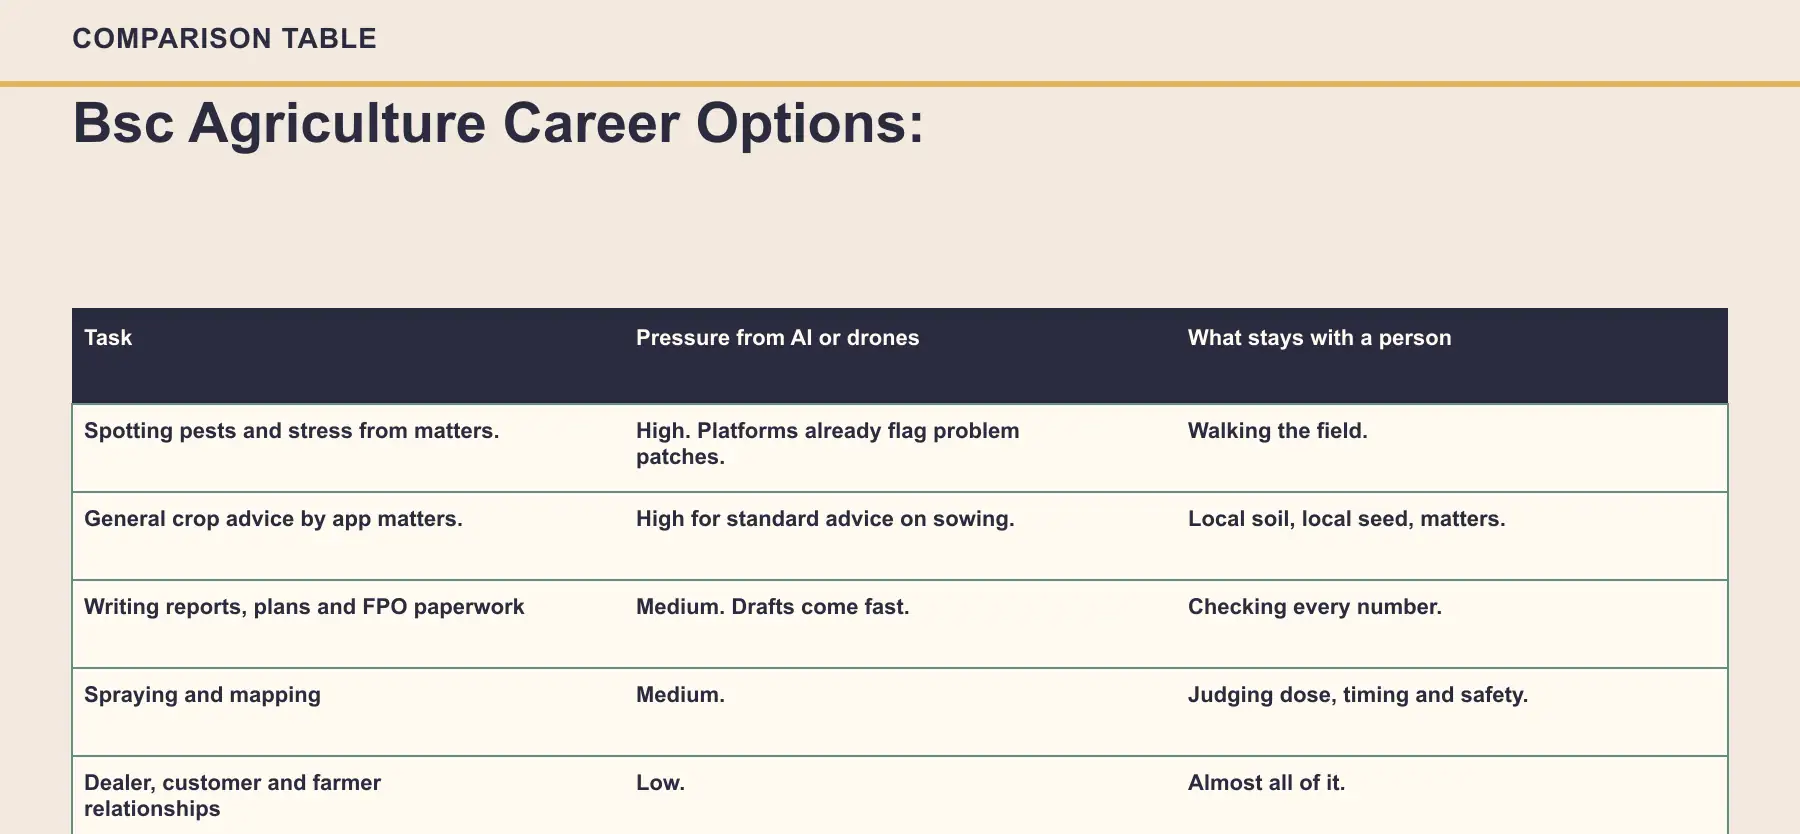 COMPARISON TABLE
Bsc Agriculture Career Options:
Task
Pressure from AI or drones
What stays with a person
Spotting pests and stress from matters.
High. Platforms already flag problem
patches.
Walking the field.
General crop advice by app matters.
High for standard advice on sowing.
Local soil, local seed, matters.
Writing reports, plans and FPO paperwork
Medium. Drafts come fast.
Checking every number.
Spraying and mapping
Medium.
Judging dose, timing and safety.
Dealer, customer and farmer
relationships
Low.
Almost all of it.